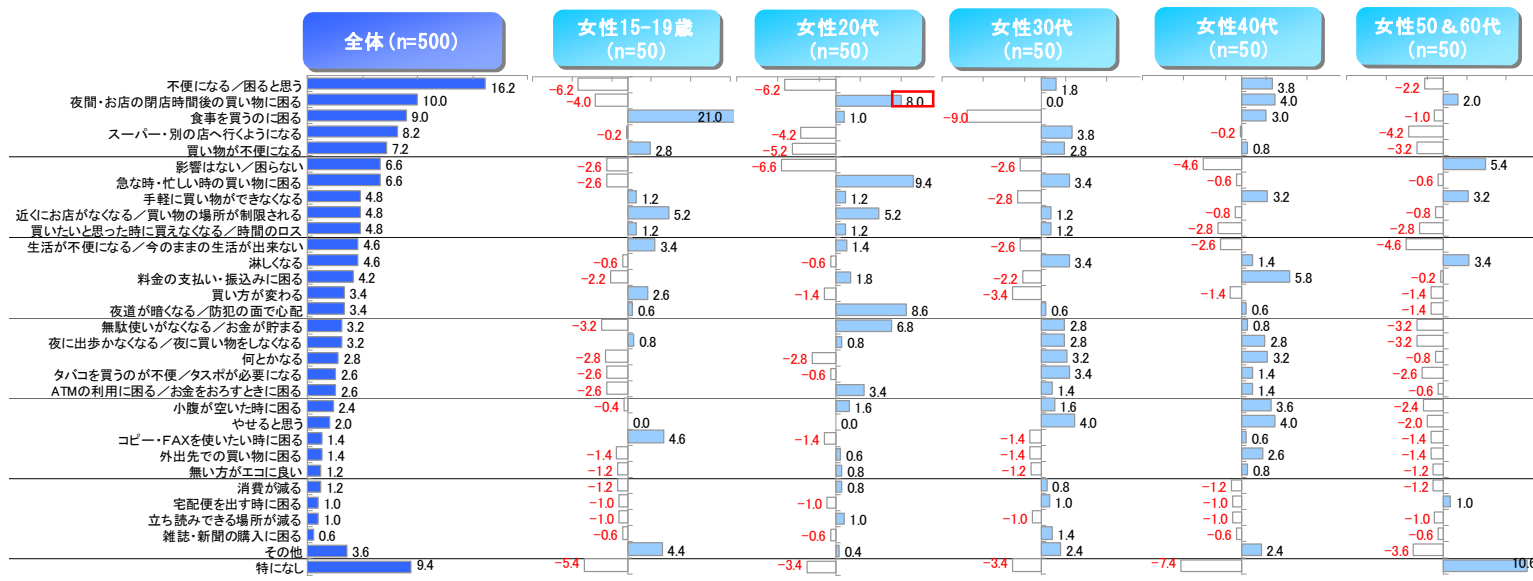 全体（n=500）
女性15-19歳
（n=50）
女性20代
（n=50）
女性30代
（n=50）
女性40代
（n=50）
女性50＆60代
（n=50）
不便になる／困ると思う 16.2 -6.2 -6.2 1.8 3.8 -2.2
夜間・お店の閉店時間後の買い物に困る 10.0 -4.0 8.0 0.0 4.0 2.0
食事を買うのに困る 9.0 21.0 1.0 -9.0 3.0 -1.0
スーパー・別の店へ行くようになる 8.2 -0.2 -4.2 3.8 -0.2 -4.2
買い物が不便になる 7.2 2.8 -5.2 2.8 0.8 -3.2
影響はない／困らない 6.6 -2.6 -6.6 -2.6 -4.6 5.4
急な時・忙しい時の買い物に困る 6.6 -2.6 9.4 3.4 -0.6 -0.6
手軽に買い物ができなくなる 4.8 1.2 1.2 -2.8 3.2 3.2
近くにお店がなくなる／買い物の場所が制限される 4.8 5.2 5.2 1.2 -0.8 -0.8
買いたいと思った時に買えなくなる／時間のロス 4.8 1.2 1.2 1.2 -2.8 -2.8
生活が不便になる／今のままの生活が出来ない 4.6 3.4 1.4 -2.6 -2.6 -4.6
淋しくなる 4.6 -0.6 -0.6 3.4 1.4 3.4
料金の支払い・振込みに困る 4.2 -2.2 1.8 -2.2 5.8 -0.2
買い方が変わる 3.4 2.6 -1.4 -3.4 -1.4 -1.4
夜道が暗くなる／防犯の面で心配 3.4 0.6 8.6 0.6 0.6 -1.4
無駄使いがなくなる／お金が貯まる 3.2 -3.2 6.8 2.8 0.8 -3.2
夜に出歩かなくなる／夜に買い物をしなくなる 3.2 0.8 0.8 2.8 2.8 -3.2
何とかなる 2.8 -2.8 -2.8 3.2 3.2 -0.8
タバコを買うのが不便／タスポが必要になる 2.6 -2.6 -0.6 3.4 1.4 -2.6
ATMの利用に困る／お金をおろすときに困る 2.6 -2.6 3.4 1.4 1.4 -0.6
小腹が空いた時に困る 2.4 -0.4 1.6 1.6 3.6 -2.4
やせると思う 2.0 0.0 0.0 4.0 4.0 -2.0
コピー・FAXを使いたい時に困る 1.4 4.6 -1.4 -1.4 0.6 -1.4
外出先での買い物に困る 1.4 -1.4 0.6 -1.4 2.6 -1.4
無い方がエコに良い 1.2 -1.2 0.8 -1.2 0.8 -1.2
消費が減る 1.2 -1.2 0.8 0.8 -1.2 -1.2
宅配便を出す時に困る 1.0 -1.0 -1.0 1.0 -1.0 1.0
立ち読みできる場所が減る 1.0 -1.0 1.0 -1.0 -1.0 -1.0
雑誌・新聞の購入に困る 0.6 -0.6 -0.6 1.4 -0.6 -0.6
その他 3.6 4.4 0.4 2.4 2.4 -3.6
特になし 9.4 -5.4 -3.4 -3.4 -7.4 10.6